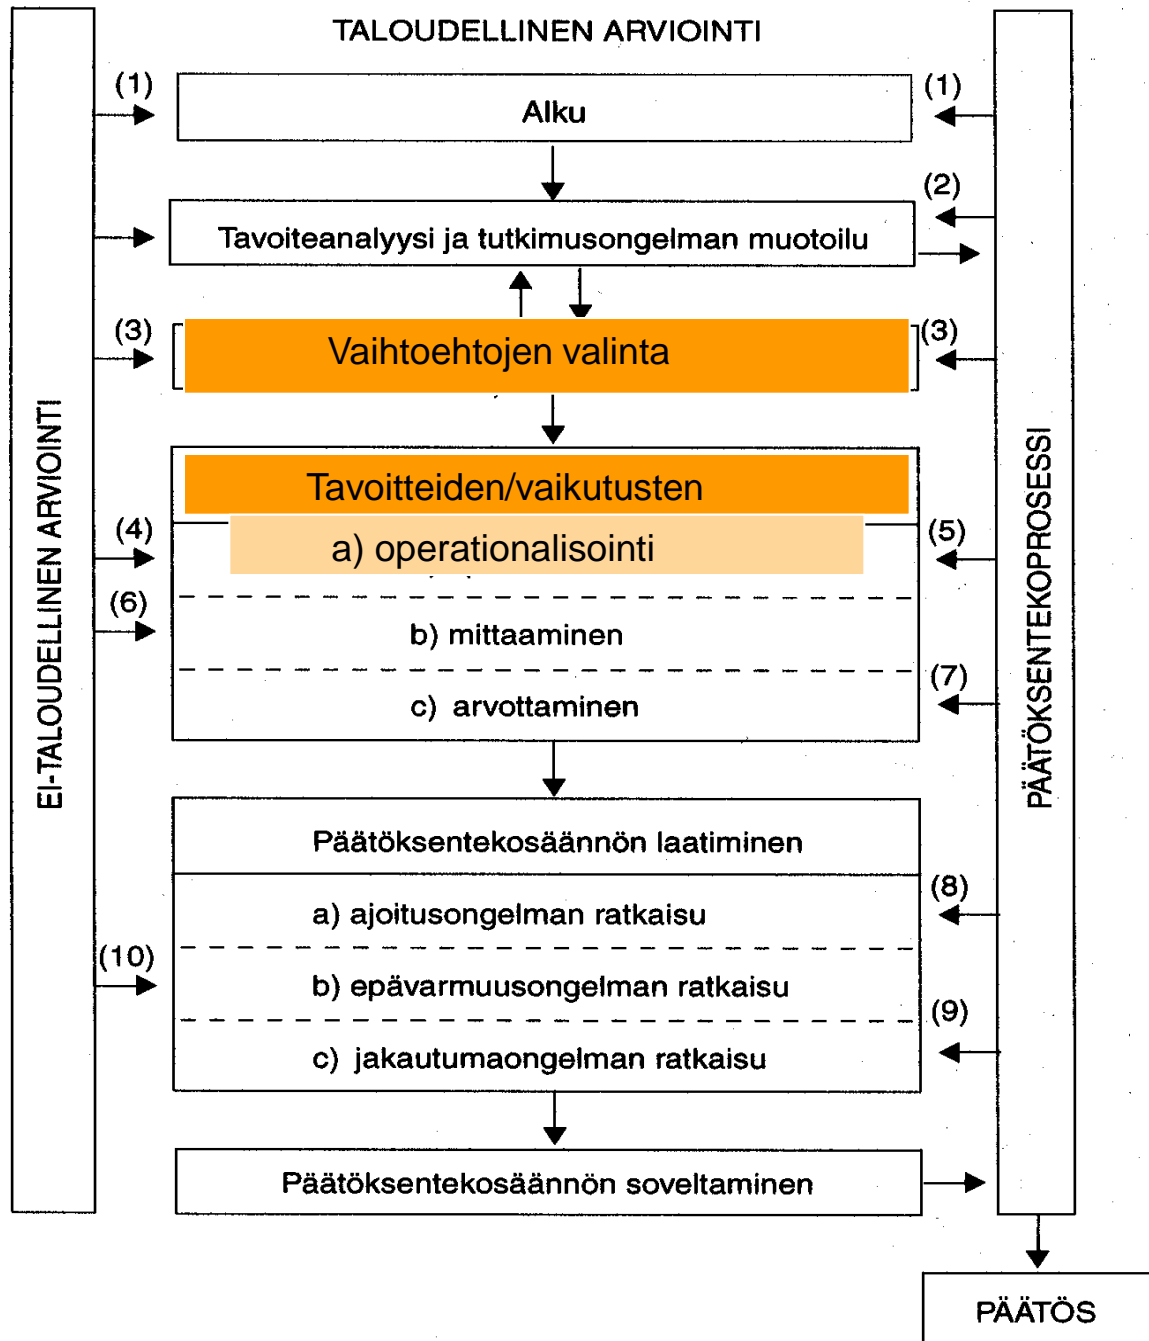 TALOUDELLINEN ARVIOINTI
(1)
Alku
(1)
(2)
Tavoiteanalyysi ja tutkimusongelman muotoilu
(3)
Vaihtoehtojen valinta
(3)
Tavoitteiden/vaikutusten
(4)
a) operationalisointi
(5)
(6)
b) mittaaminen
(7)
c) arvottaminen
Päätöksentekosäännön laatiminen
(8)
a) ajoitusongelman ratkaisu
(10)
b) epävarmuusongelman ratkaisu
(9)
c) jakautumaongelman ratkaisu
Päätöksentekosäännön soveltaminen
EI-TALOUDELLINEN ARVIOINTI
PÄÄTÖKSENTEKOPROSESSI
PÄÄTÖS